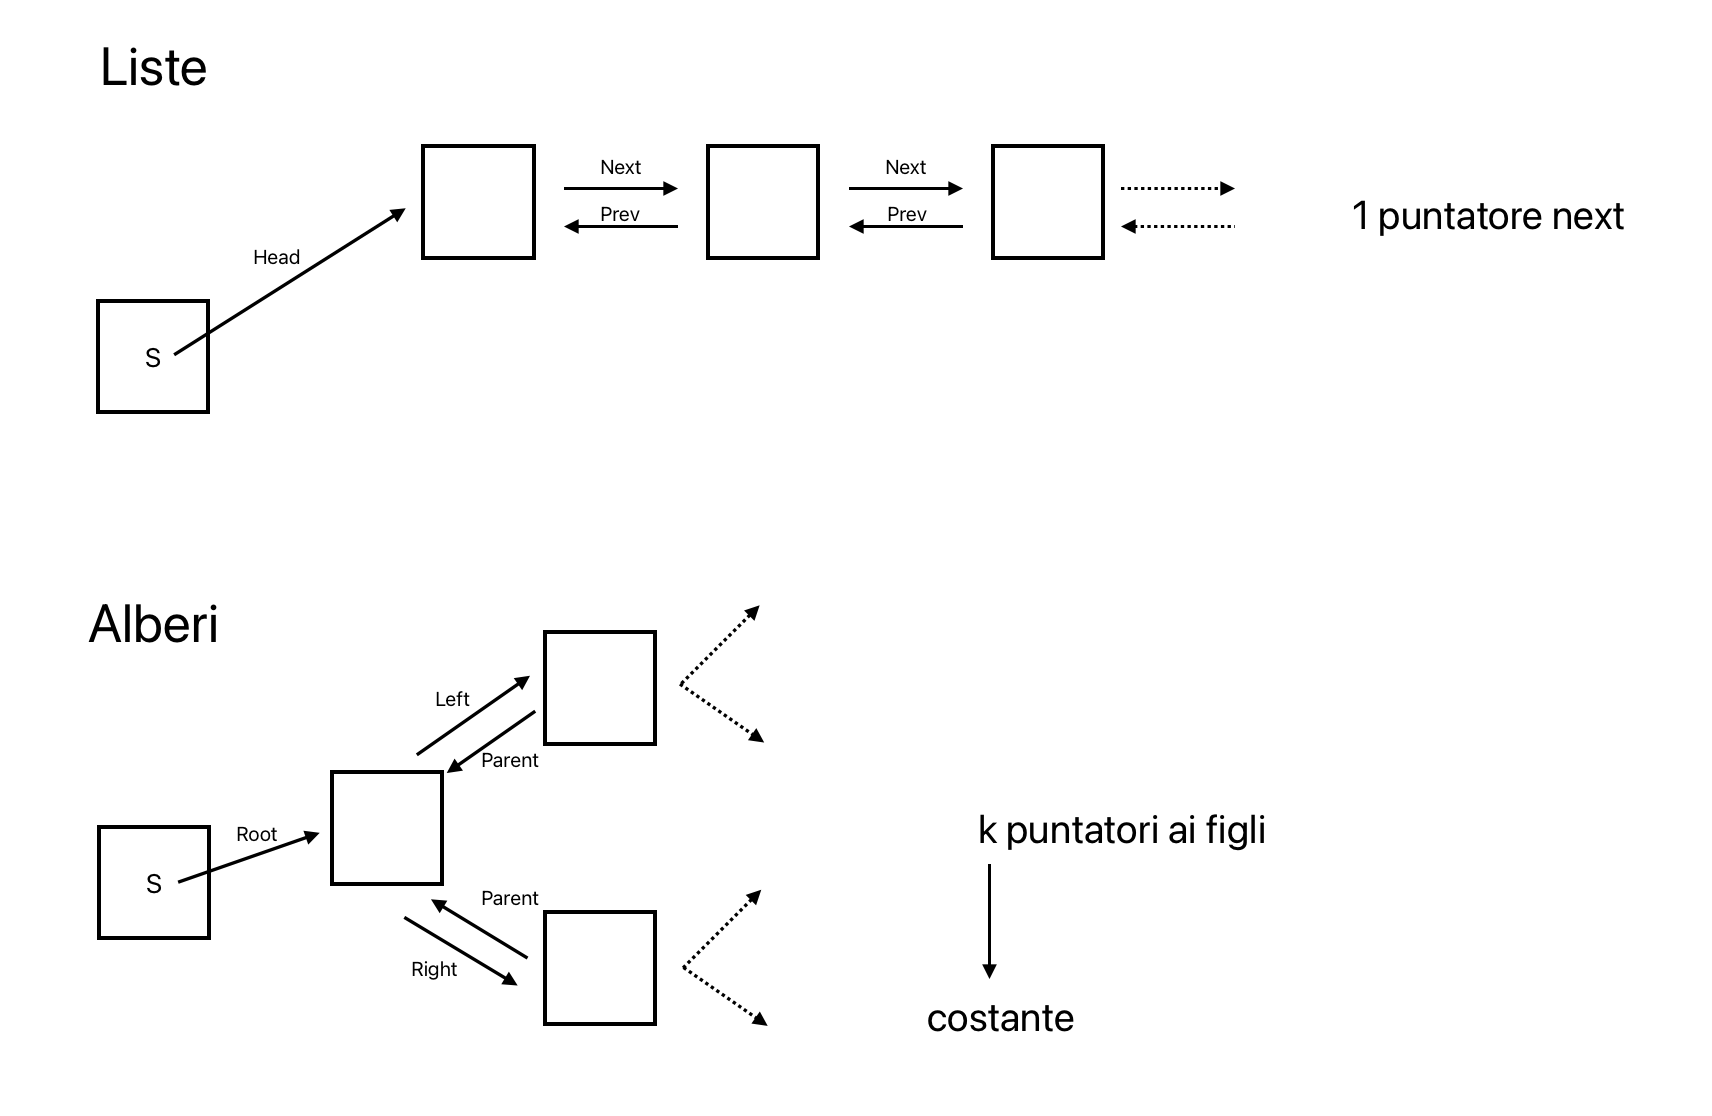 Liste
Next
Next
Prev
Prev
1 puntatore next
Head
S
Alberi
Left
Parent
Root
k puntatori ai figli
S
Parent
Right
costante